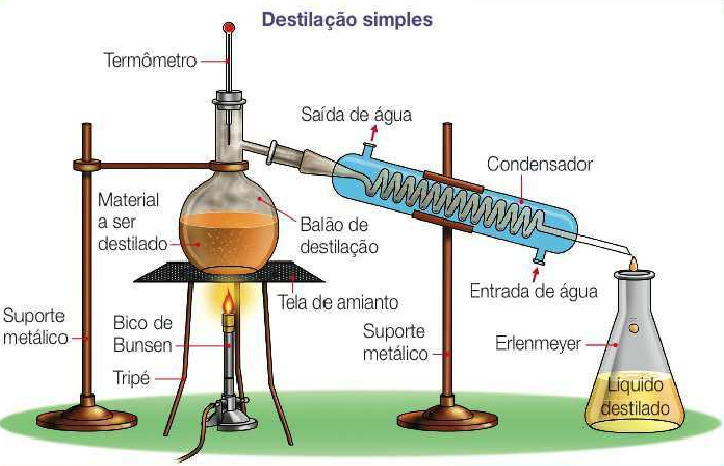 Destilação simples
Termômetro
Saída de água
Condensador
Material
a ser
destilado
Balão de
destilação
Entrada de água
Tela de amianto
Suporte
metálico
Bico de
Bunsen
Tripé
Suporte
metálico
Erlenmeyer
Líquido
destilado